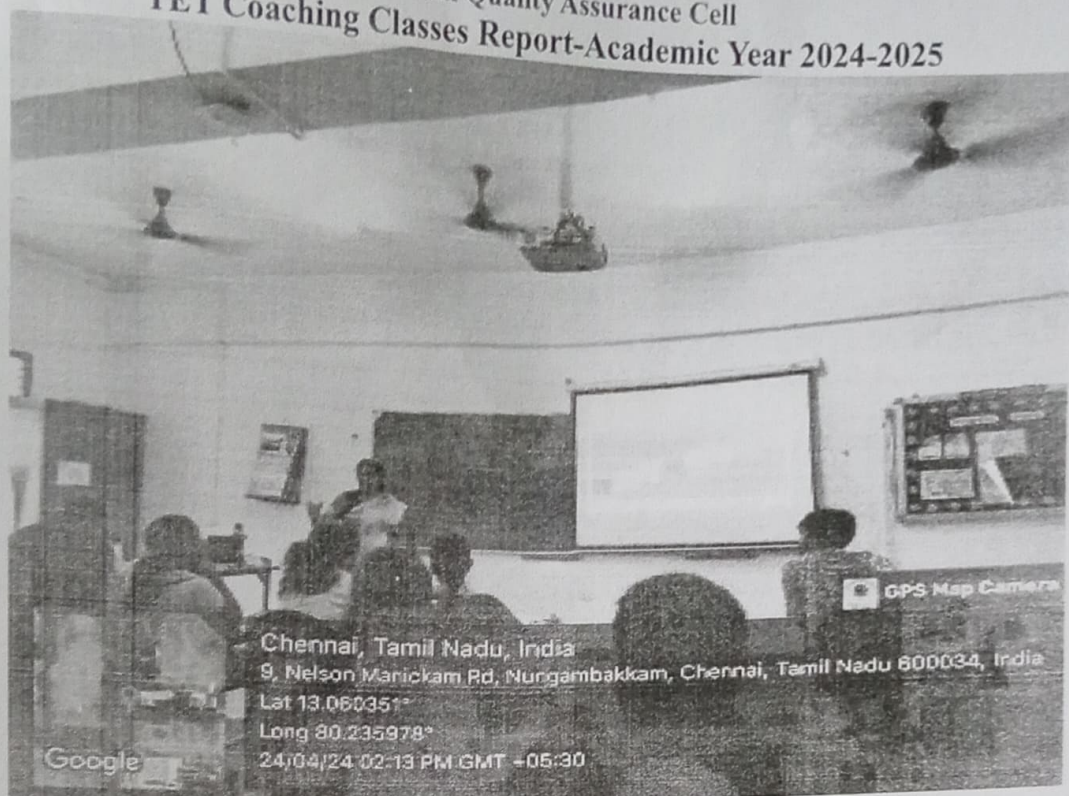 Quality Assurance Cell
TET Coaching Classes Report-Academic Year 2024-2025
GPS Map Camera
Chennai, Tamil Nadu, India
9, Nelson Manickam Rd, Nungambakkam, Chennai, Tamil Nadu 600034, India
Lat 13.060351°
Long 80.235978°
24/04/24 02:13 PM GMT +05:30
Google